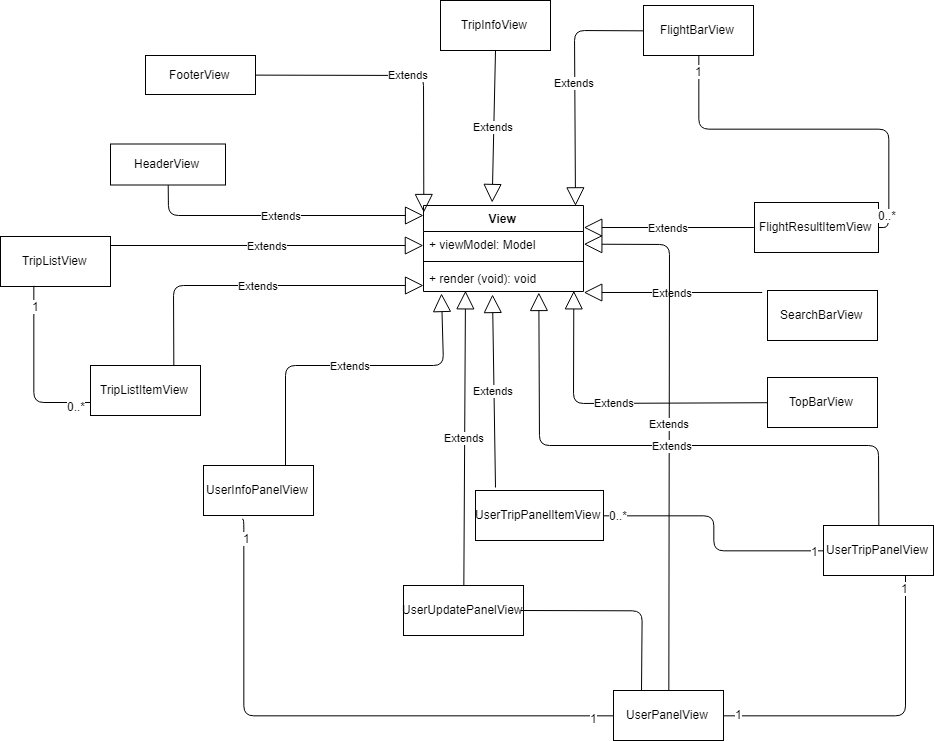 TripInfoView
FlightBarView
FooterView
Extends
1
Extends
Extends
HeaderView
Extends
View
0..*
Extends
FlightResultItemView
TripListView
Extends
+ viewModel: Model
Extends
+ render (void): void
Extends
1
SearchBarView
Extends
TripListItemView
Extends
0..*
Extends
TopBarView
Extends
Extends
Extends
UserInfoPanelView
UserTripPanelItemView
0..*
1
1
UserTripPanelView
1
UserUpdatePanelView
1
UserPanelView
1